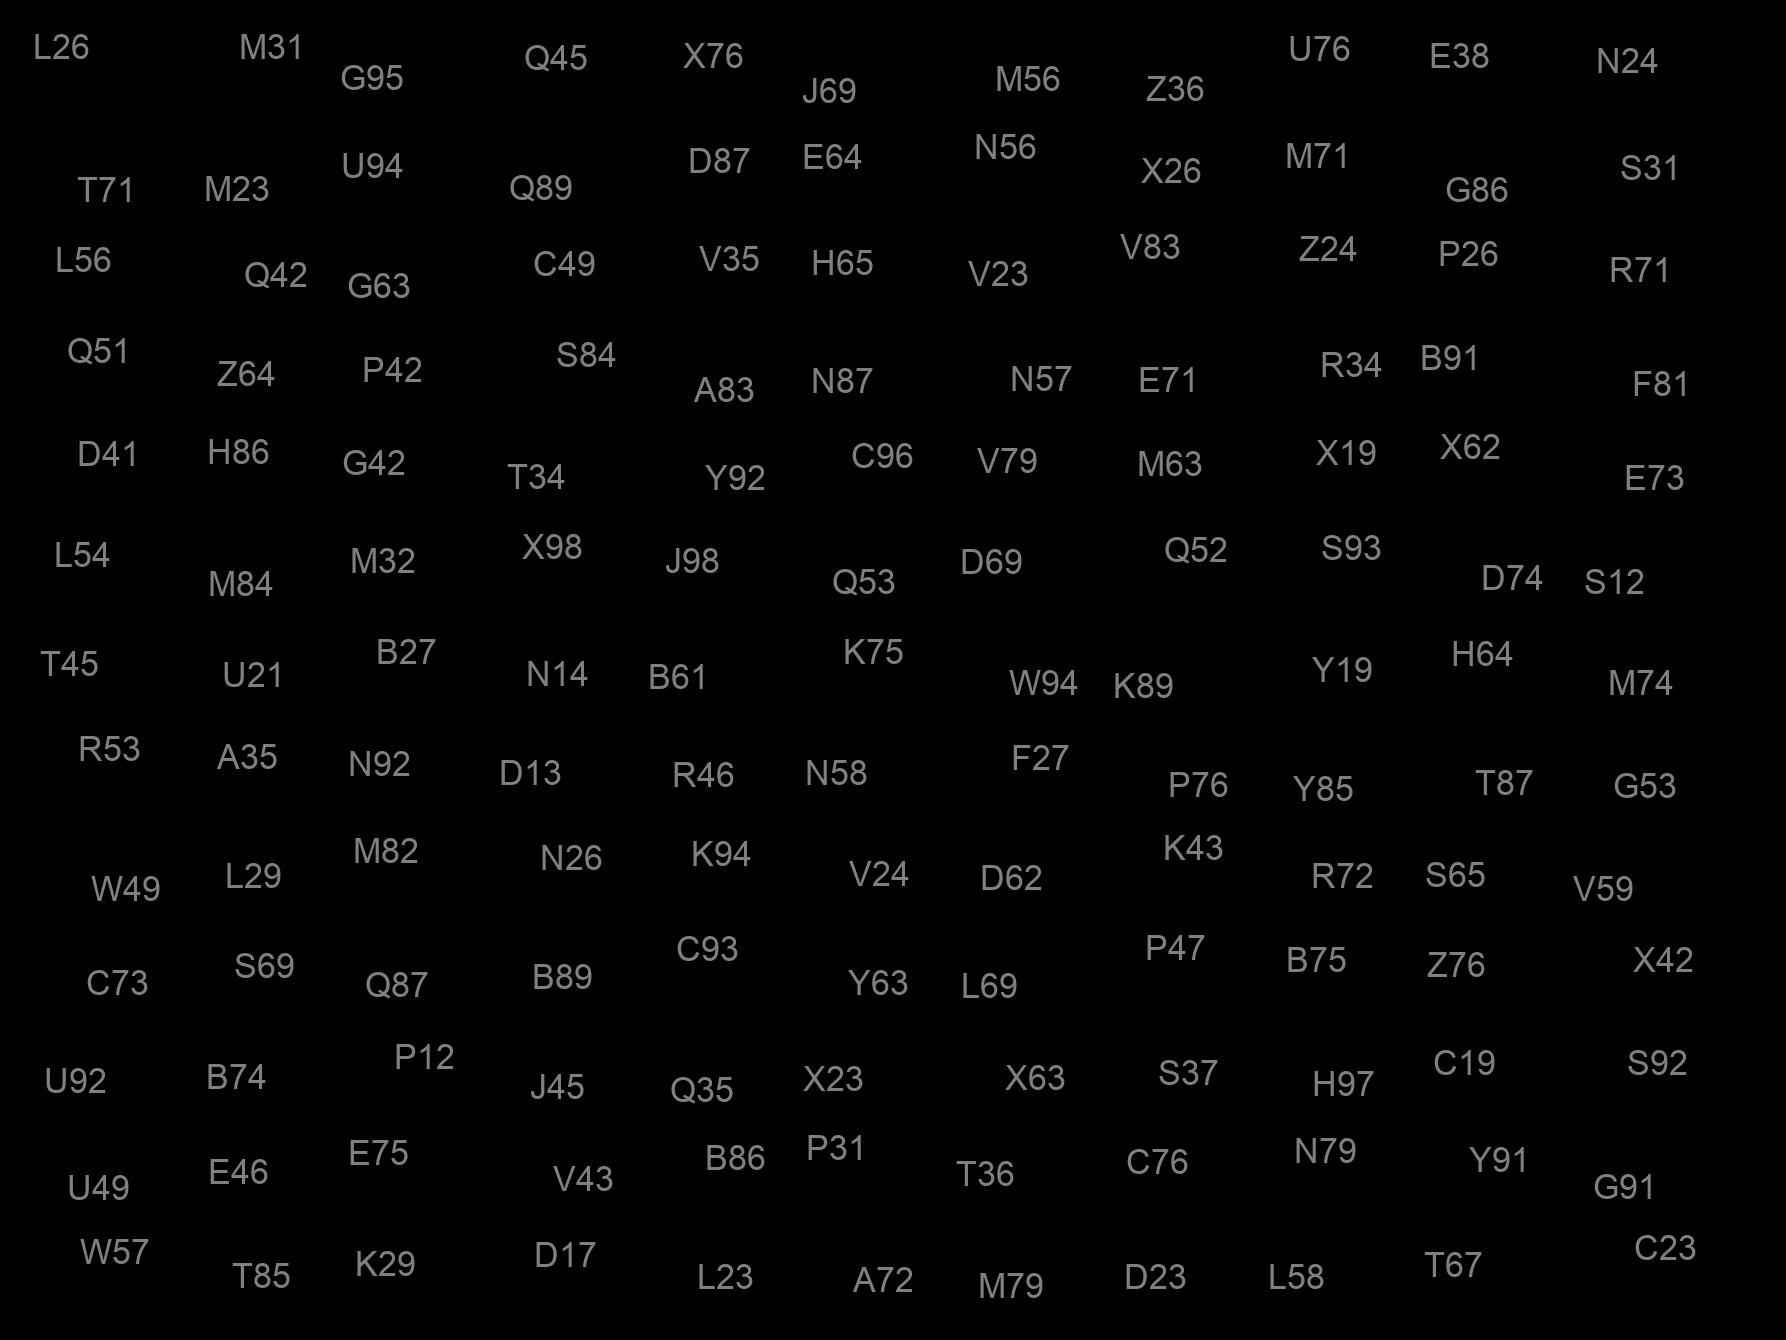 L26 M31 G95 Q45 X76 J69 M56 Z36 U76 E38 N24
T71 M23 U94 Q89 D87 E64 N56 X26 M71 G86 S31
L56 Q42 G63 C49 V35 H65 V23 V83 Z24 P26 R71
Q51 Z64 P42 S84 A83 N87 N57 E71 R34 B91 F81
D41 H86 G42 T34 Y92 C96 V79 M63 X19 X62 E73
L54 M84 M32 X98 J98 Q53 D69 Q52 S93 D74 S12
T45 U21 B27 N14 B61 K75 W94 K89 Y19 H64 M74
R53 A35 N92 D13 R46 N58 F27 P76 Y85 T87 G53
W49 L29 M82 N26 K94 V24 D62 K43 R72 S65 V59
C73 S69 Q87 B89 C93 Y63 L69 P47 B75 Z76 X42
U92 B74 P12 J45 Q35 X23 X63 S37 H97 C19 S92
U49 E46 E75 V43 B86 P31 T36 C76 N79 Y91 G91
W57 T85 K29 D17 L23 A72 M79 D23 L58 T67 C23